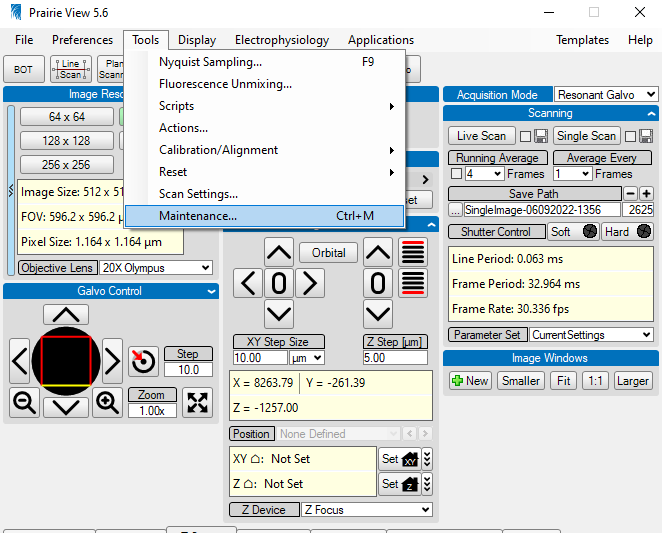 Prairie View 5.6
File Preferences Tools Display Electrophysiology Applications Templates Help
BOT
Line Scan
Nyquist Sampling... F9
Fluorescence Unmixing...
Scripts
Actions...
Calibration/Alignment
Reset
Scan Settings...
Maintenance... Ctrl+M
64 x 64
128 x 128
256 x 256
Image Size: 512 x 51
FOV: 596.2 x 596.2 µ
Pixel Size: 1.164 x 1.164 µm
Objective Lens 20X Olympus
Galvo Control
Step
10.0
Zoom
1.00x
Orbital
0 0
XY Step Size Z Step [µm]
10.00 µm 5.00
X = 8263.79 Y = -261.39
Z = -1257.00
Position None Defined
XY : Not Set Set XY
Z : Not Set Set Z
Z Device Z Focus
Acquisition Mode Resonant Galvo
Scanning
Live Scan Single Scan
Running Average Average Every
4 Frames 1 Frames
Save Path
... SingleImage-06092022-1356 2625
Shutter Control Soft Hard
Line Period: 0.063 ms
Frame Period: 32.964 ms
Frame Rate: 30.336 fps
Parameter Set CurrentSettings
Image Windows
New Smaller Fit 1:1 Larger